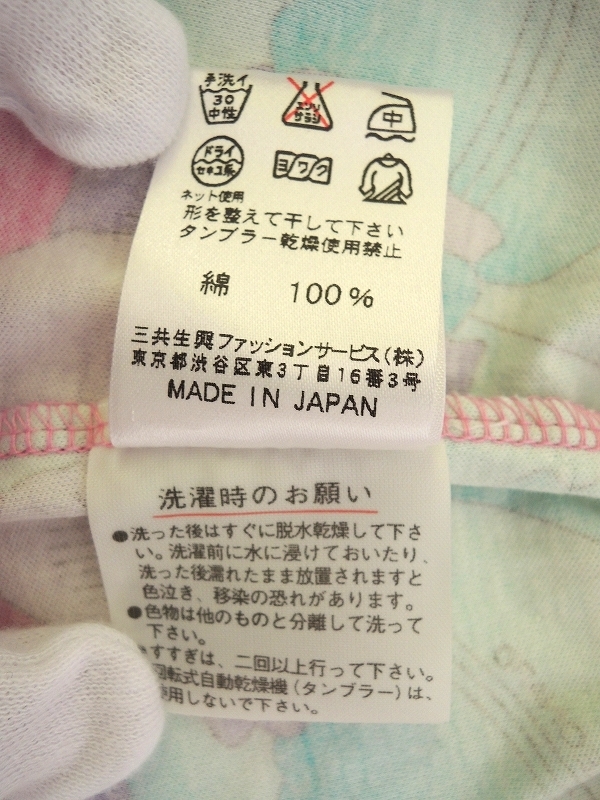 手洗イ
30
中性
エンソ
サラシ
中
ドライ
セキユ系
ヨワク
ネット使用
形を整えて干して下さい
タンブラー乾燥使用禁止
綿 100%
三共生興ファッションサービス(株)
東京都渋谷区東3丁目16番3号
MADE IN JAPAN
洗濯時のお願い
●洗った後はすぐに脱水乾燥して下さ
い。洗濯前に水に浸けておいたり、
洗った後濡れたまま放置されますと
色泣き、移染の恐れがあります。
●色物は他のものと分離して洗って
下さい。
すすぎは、二回以上行って下さい。
回転式自動乾燥機(タンブラー)は、
使用しないで下さい。